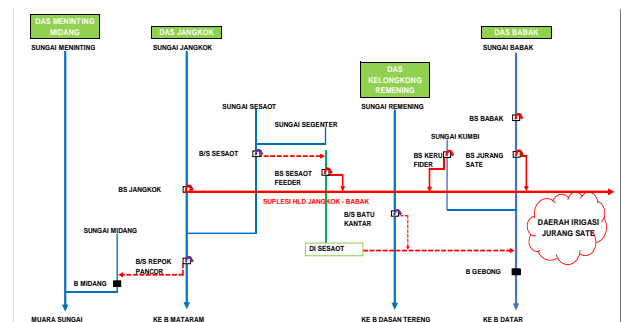 DAS MENINTING
MIDANG
DAS JANGKOK
DAS BABAK
SUNGAI MENINTING
SUNGAI JANGKOK
SUNGAI BABAK
DAS
KELONGKONG
REMENING
SUNGAI SESAOT
SUNGAI REMENING
SUNGAI SEGENTER
BS BABAK
SUNGAI KUMBI
B/S SESAOT
BS KERU
FIDER
BS JURANG
SATE
BS SESAOT
FEEDER
BS JANGKOK
SUPLESI HLD JANGKOK - BABAK
B/S BATU
KANTAR
DAERAH IRIGASI
JURANG SATE
SUNGAI MIDANG
DI SESAOT
B/S REPOK
PANCOR
B GEBONG
B MIDANG
MUARA SUNGAI
KE B MATARAM
KE B DASAN TERENG
KE B DATAR